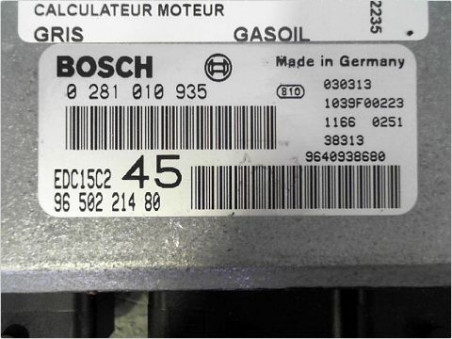 CALCULATEUR MOTEUR
GRIS GASOIL
2235
BOSCH Made in Germany
0 281 010 935 810 030313
1039F00223
1166 0251
38313
9640938680
EDC15C2 45
96 502 214 80